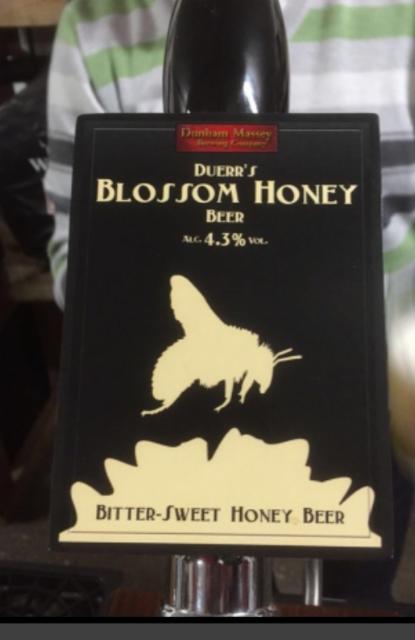 Dunham Massey
Brewing Company
DUERR'S
BLOSSOM HONEY
BEER
ALC. 4.3% VOL.
BITTER-SWEET HONEY BEER